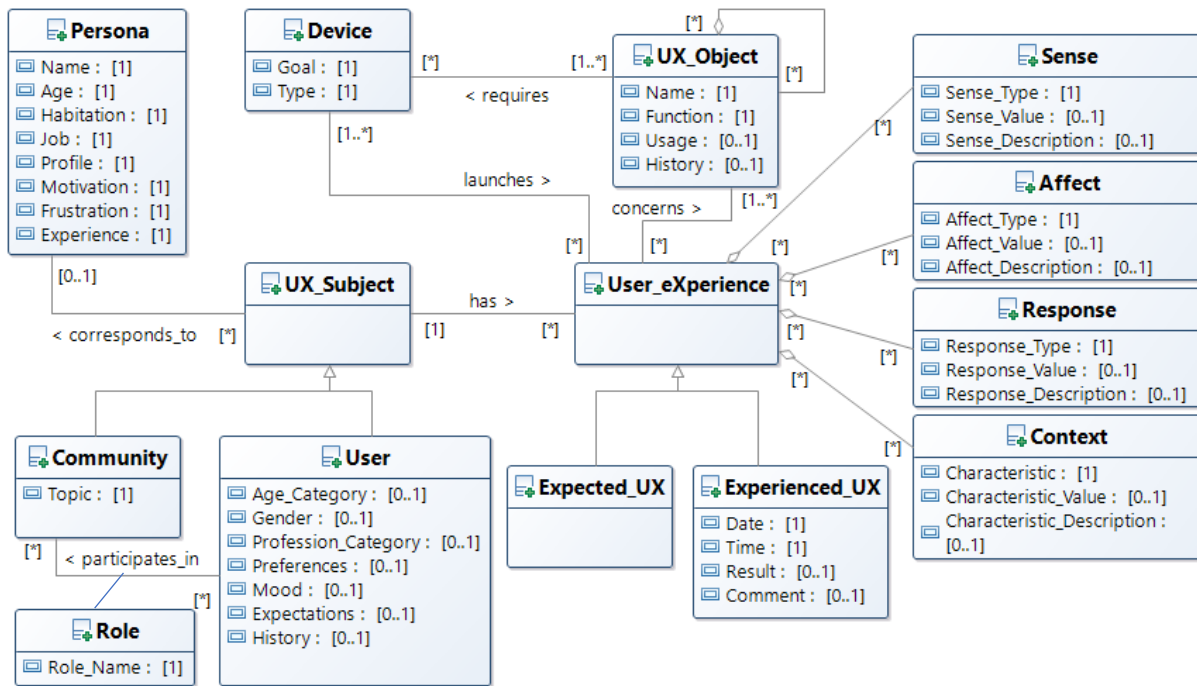 Persona
Name : [1]
Age : [1]
Habitation : [1]
Job : [1]
Profile : [1]
Motivation : [1]
Frustration : [1]
Experience : [1]
[0..1]
Device
Goal : [1]
Type : [1]
[*]
[1..*]
< requires
[1..*]
launches >
[*]
UX_Object
Name : [1]
Function : [1]
Usage : [0..1]
History : [0..1]
[*]
[*]
[1..*]
concerns >
[*]
Sense
Sense_Type : [1]
Sense_Value : [0..1]
Sense_Description : [0..1]
[*]
[*]
Affect
Affect_Type : [1]
Affect_Value : [0..1]
Affect_Description : [0..1]
[*]
[*]
UX_Subject
< corresponds_to
[*]
has >
[1]
[*]
User_eXperience
Response
Response_Type : [1]
Response_Value : [0..1]
Response_Description : [0..1]
[*]
[*]
Context
Characteristic : [1]
Characteristic_Value : [0..1]
Characteristic_Description :
[0..1]
[*]
[*]
Community
Topic : [1]
[*]
< participates_in
[*]
Role
Role_Name : [1]
User
Age_Category : [0..1]
Gender : [0..1]
Profession_Category : [0..1]
Preferences : [0..1]
Mood : [0..1]
Expectations : [0..1]
History : [0..1]
Expected_UX
Experienced_UX
Date : [1]
Time : [1]
Result : [0..1]
Comment : [0..1]